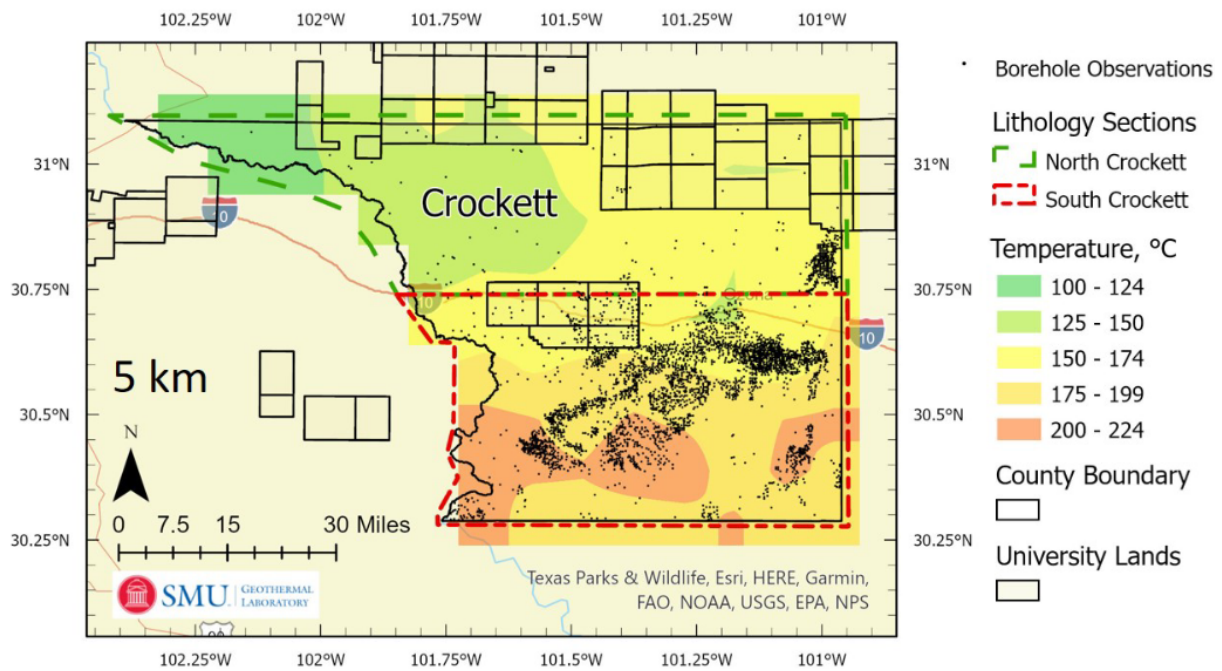 102.25°W 102°W 101.75°W 101.5°W 101.25°W 101°W
31°N
30.75°N
30.5°N
30.25°N
31°N
30.75°N
30.5°N
30.25°N
Crockett
10
10
Ozona
10
5 km
N
0 7.5 15 30 Miles
SMU GEOTHERMAL
LABORATORY
Texas Parks & Wildlife, Esri, HERE, Garmin,
FAO, NOAA, USGS, EPA, NPS
102.25°W 102°W 101.75°W 101.5°W 101.25°W 101°W
Borehole Observations
Lithology Sections
North Crockett
South Crockett
Temperature, °C
100 - 124
125 - 150
150 - 174
175 - 199
200 - 224
County Boundary
University Lands